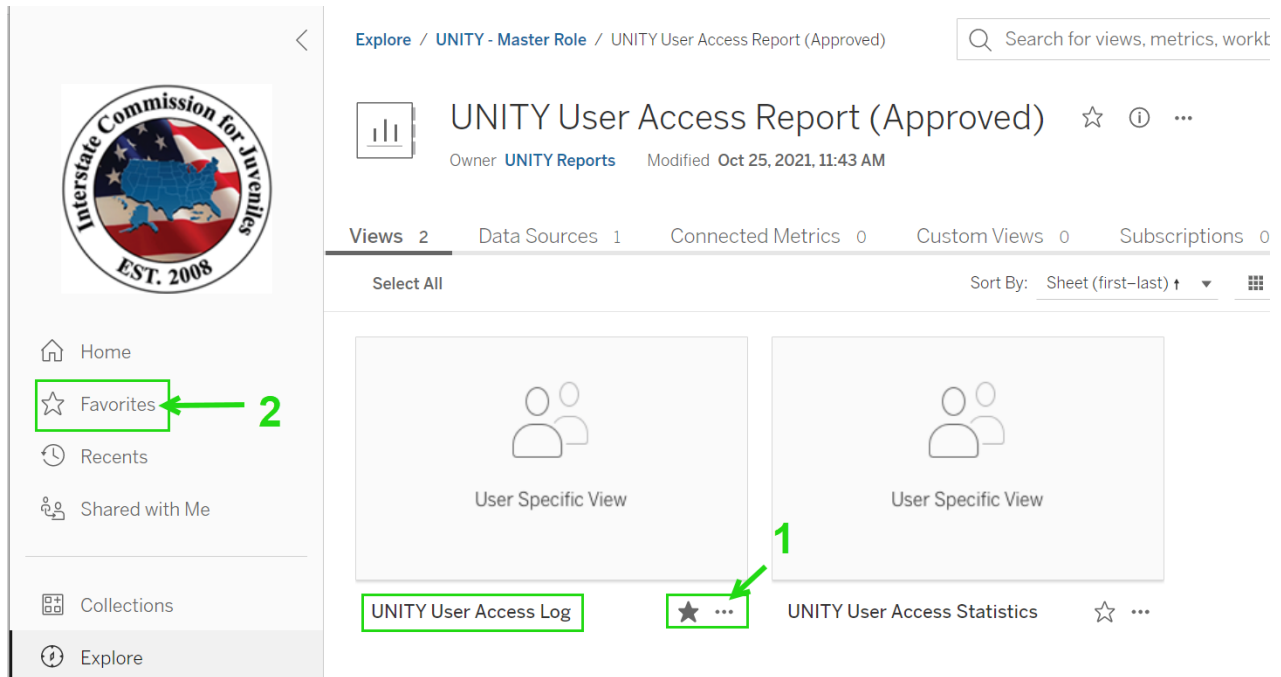 Interstate Commission for Juveniles
EST. 2008
Home
Favorites
2
Recents
Shared with Me
Collections
Explore
Explore / UNITY - Master Role / UNITY User Access Report (Approved)
Search for views, metrics, workb
UNITY User Access Report (Approved)
Owner UNITY Reports Modified Oct 25, 2021, 11:43 AM
Views 2 Data Sources 1 Connected Metrics 0 Custom Views 0 Subscriptions 0
Select All
Sort By: Sheet (first–last)
User Specific View
User Specific View
1
UNITY User Access Log
UNITY User Access Statistics